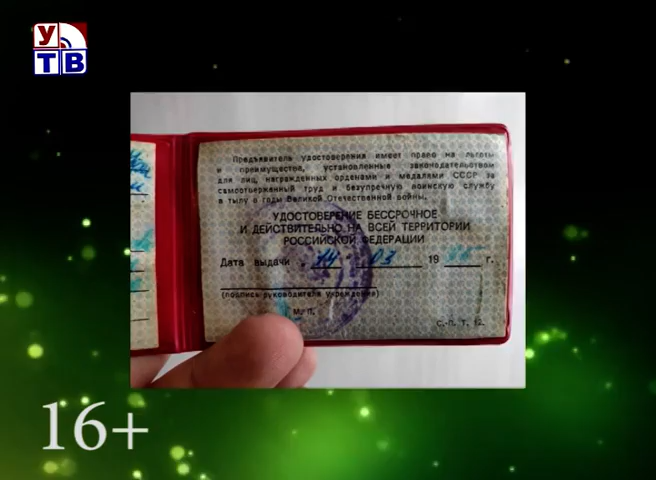 У
ТВ
Предъявитель удостоверения имеет право на льготы
и преимущества, установленные законодательством
для лиц, награжденных орденами и медалями СССР за
самоотверженный труд и безупречную воинскую службу
в тылу в годы Великой Отечественной войны.
УДОСТОВЕРЕНИЕ БЕССРОЧНОЕ
И ДЕЙСТВИТЕЛЬНО НА ВСЕЙ ТЕРРИТОРИИ
РОССИЙСКОЙ ФЕДЕРАЦИИ
Дата выдачи 03 19 г.
(подпись руководителя учреждения)
М. П.
16+